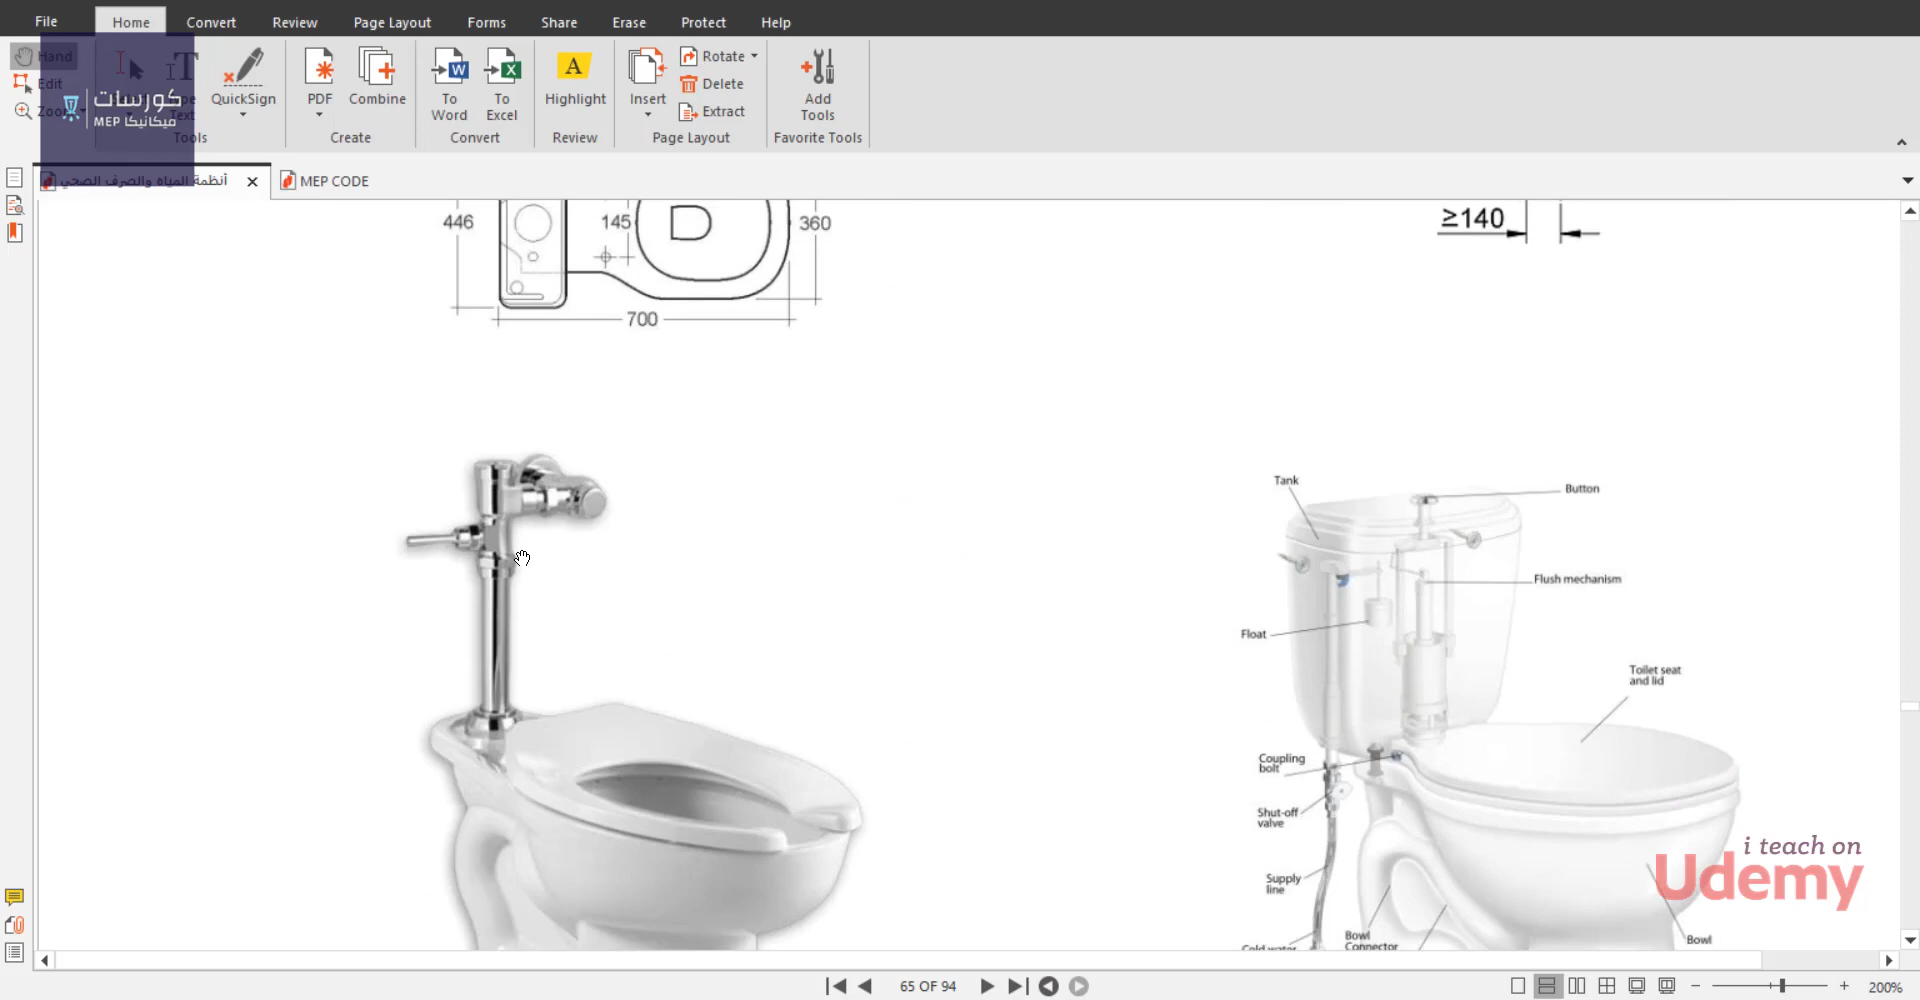 File Home Convert Review Page Layout Forms Share Erase Protect Help
Hand
Edit
Zoom
كورسات
MEP ميكانيكا
Text
Tools
QuickSign
PDF
Combine
Create
To Word
To Excel
Convert
Highlight
Review
Insert
Rotate
Delete
Extract
Page Layout
Add Tools
Favorite Tools
أنظمة المياه والصرف الصحي
MEP CODE
446
145
360
700
≥140
Tank
Button
Flush mechanism
Float
Toilet seat
and lid
Coupling
bolt
Shut-off
valve
Supply
line
Cold water
Bowl
Connector
Bowl
i teach on
Udemy
65 OF 94
200%